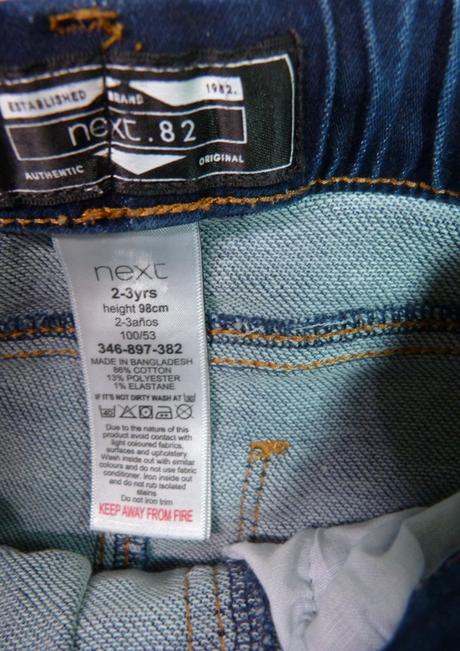 ESTABLISHED BRAND 1982.
next.82
AUTHENTIC ORIGINAL
next
2-3yrs
height 98cm
2-3años
100/53
346-897-382
MADE IN BANGLADESH
86% COTTON
13% POLYESTER
1% ELASTANE
IF IT'S NOT DIRTY WASH AT 30
40
Due to the nature of this
product avoid contact with
light coloured fabrics,
surfaces and upholstery.
Wash inside out with similar
colours and do not use fabric
conditioner. Iron inside out
and do not rub isolated
stains
Do not iron trim
KEEP AWAY FROM FIRE